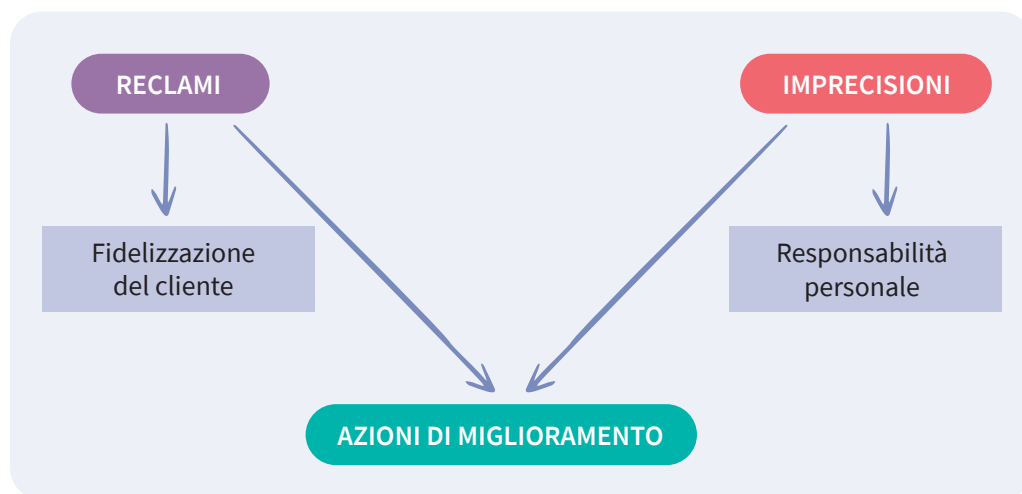 RECLAMI
IMPRECISIONI
Fidelizzazione
del cliente
Responsabilità
personale
AZIONI DI MIGLIORAMENTO